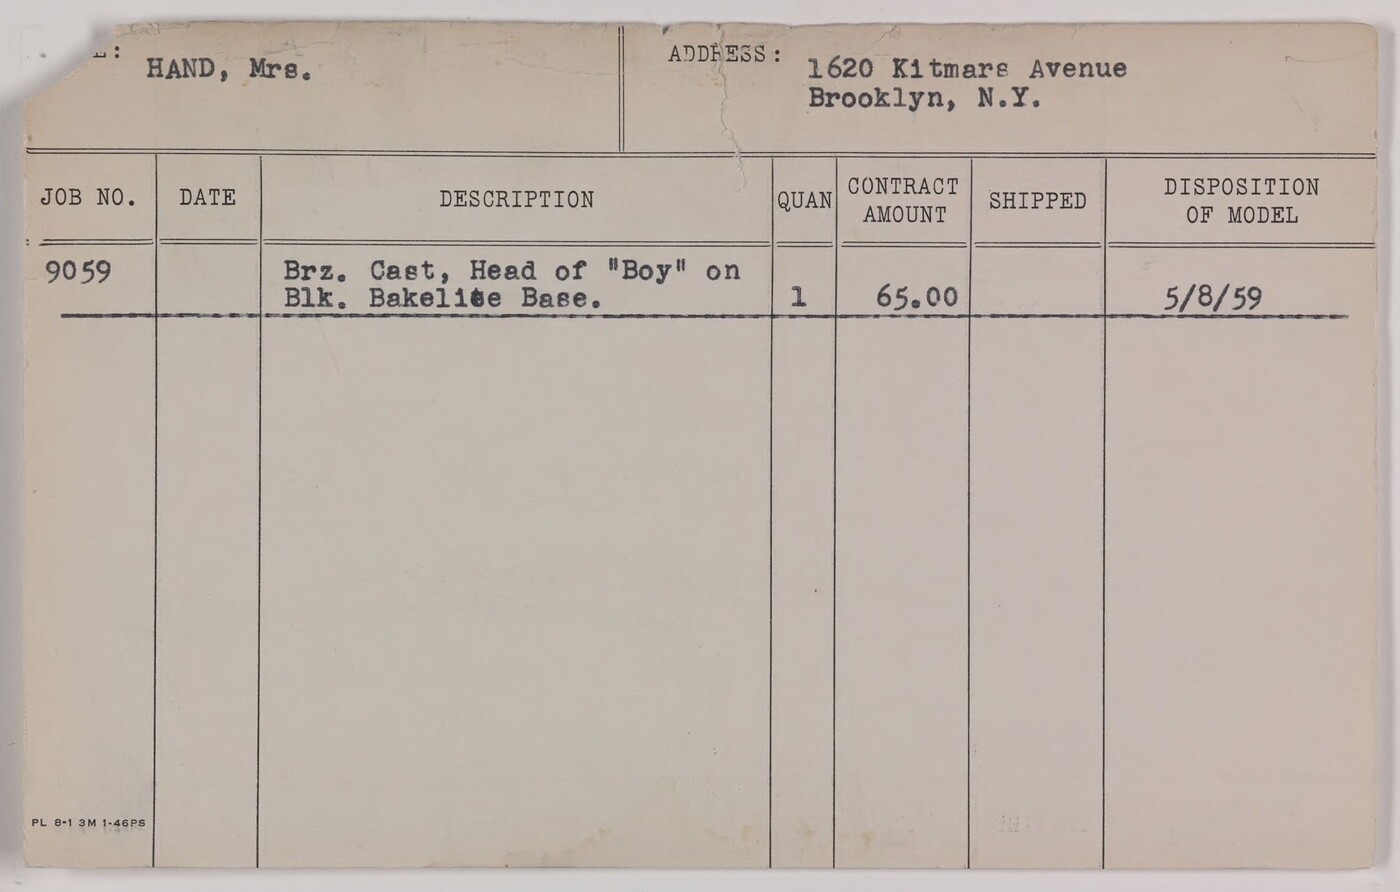 E:
HAND, Mrs.
ADDRESS:
1620 Kitmars Avenue
Brooklyn, N.Y.
JOB NO.
DATE
DESCRIPTION
QUAN
CONTRACT
AMOUNT
SHIPPED
DISPOSITION
OF MODEL
9059
Brz. Cast, Head of "Boy" on
Blk. Bakelite Base.
1
65.00
5/8/59
PL 8-1 3M 1-46PS